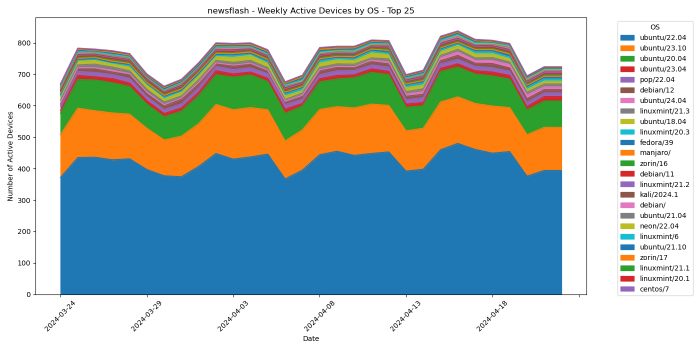 newsflash - Weekly Active Devices by OS - Top 25
Number of Active Devices
800
700
600
500
400
300
200
100
0
2024-03-24
2024-03-29
2024-04-03
2024-04-08
2024-04-13
2024-04-18
Date
OS
ubuntu/22.04
ubuntu/23.10
ubuntu/20.04
ubuntu/23.04
pop/22.04
debian/12
ubuntu/24.04
linuxmint/21.3
ubuntu/18.04
linuxmint/20.3
fedora/39
manjaro/
zorin/16
debian/11
linuxmint/21.2
kali/2024.1
debian/
ubuntu/21.04
neon/22.04
linuxmint/6
ubuntu/21.10
zorin/17
linuxmint/21.1
linuxmint/20.1
centos/7